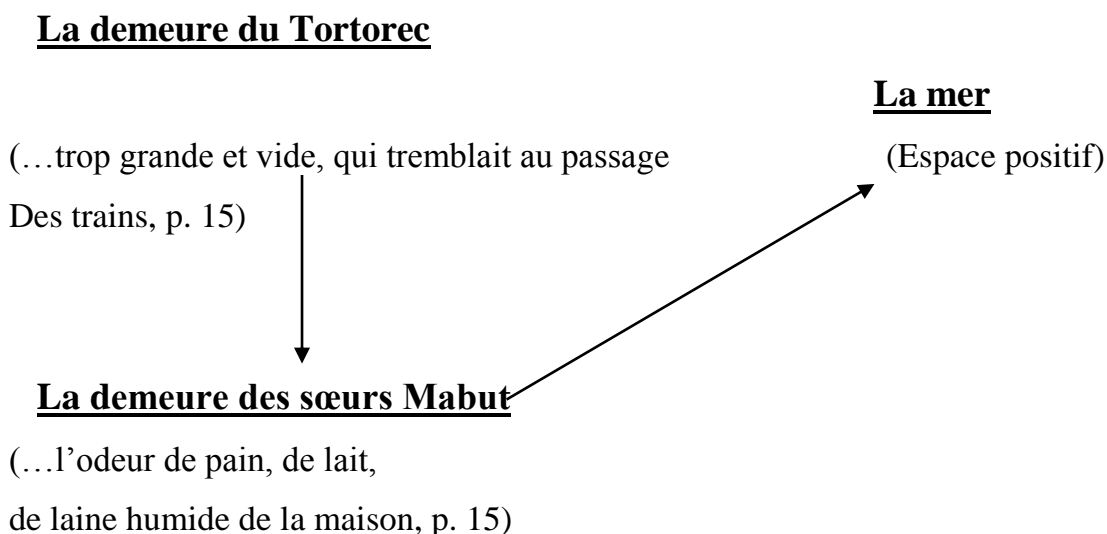 La demeure du Tortorec
La mer
(…trop grande et vide, qui tremblait au passage
(Espace positif)
Des trains, p. 15)
La demeure des sœurs Mabut
(…l’odeur de pain, de lait,
de laine humide de la maison, p. 15)